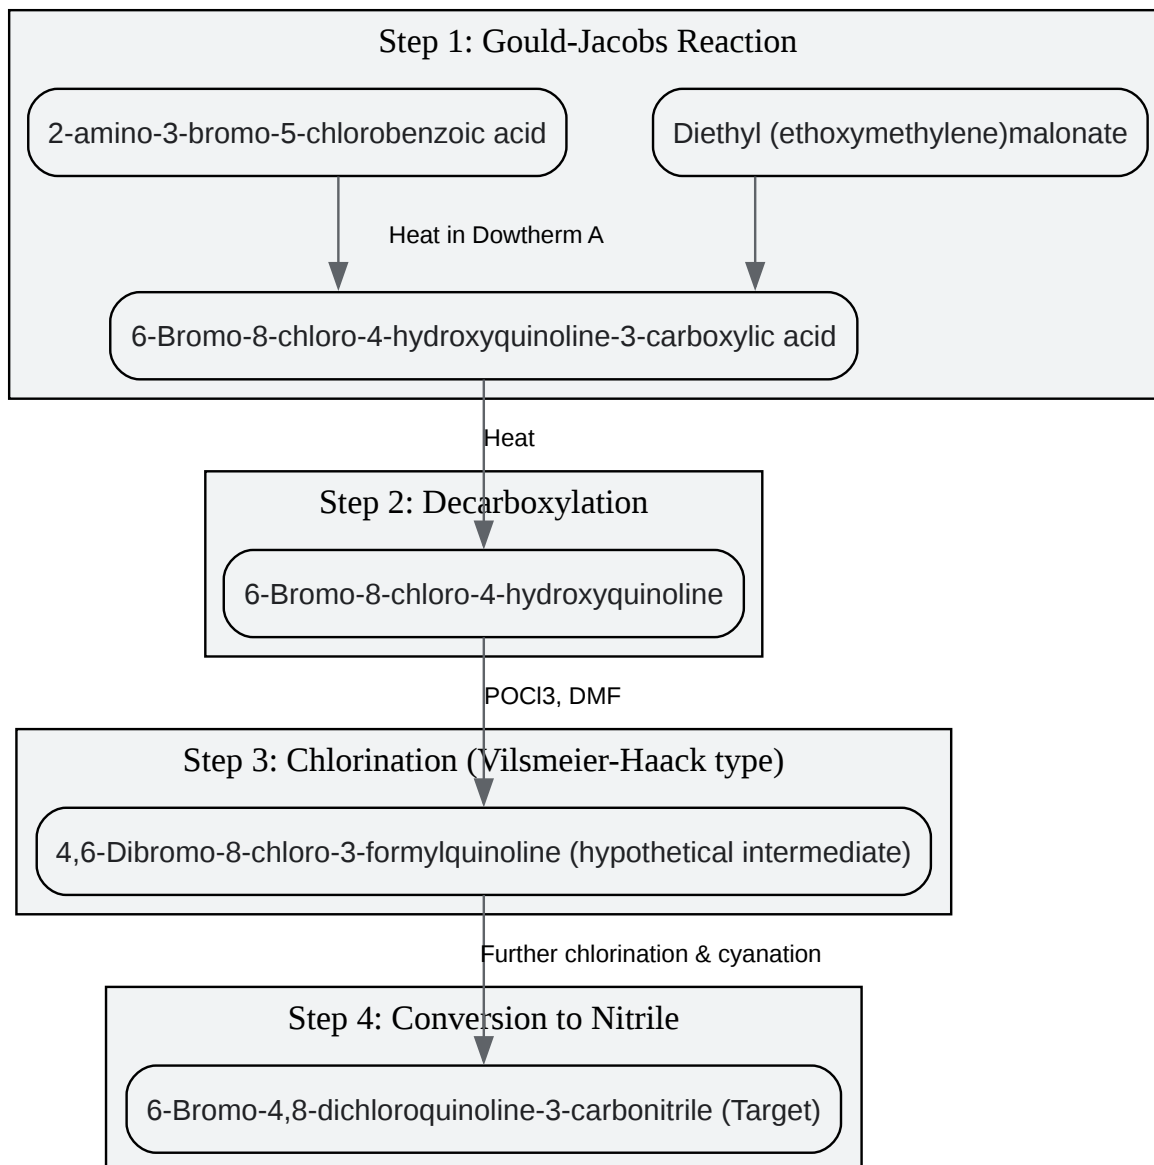 Step 1: Gould-Jacobs Reaction
2-amino-3-bromo-5-chlorobenzoic acid
Diethyl (ethoxymethylene)malonate
Heat in Dowtherm A
6-Bromo-8-chloro-4-hydroxyquinoline-3-carboxylic acid
Heat
Step 2: Decarboxylation
6-Bromo-8-chloro-4-hydroxyquinoline
POCl3, DMF
Step 3: Chlorination (Vilsmeier-Haack type)
4,6-Dibromo-8-chloro-3-formylquinoline (hypothetical intermediate)
Further chlorination & cyanation
Step 4: Conversion to Nitrile
6-Bromo-4,8-dichloroquinoline-3-carbonitrile (Target)